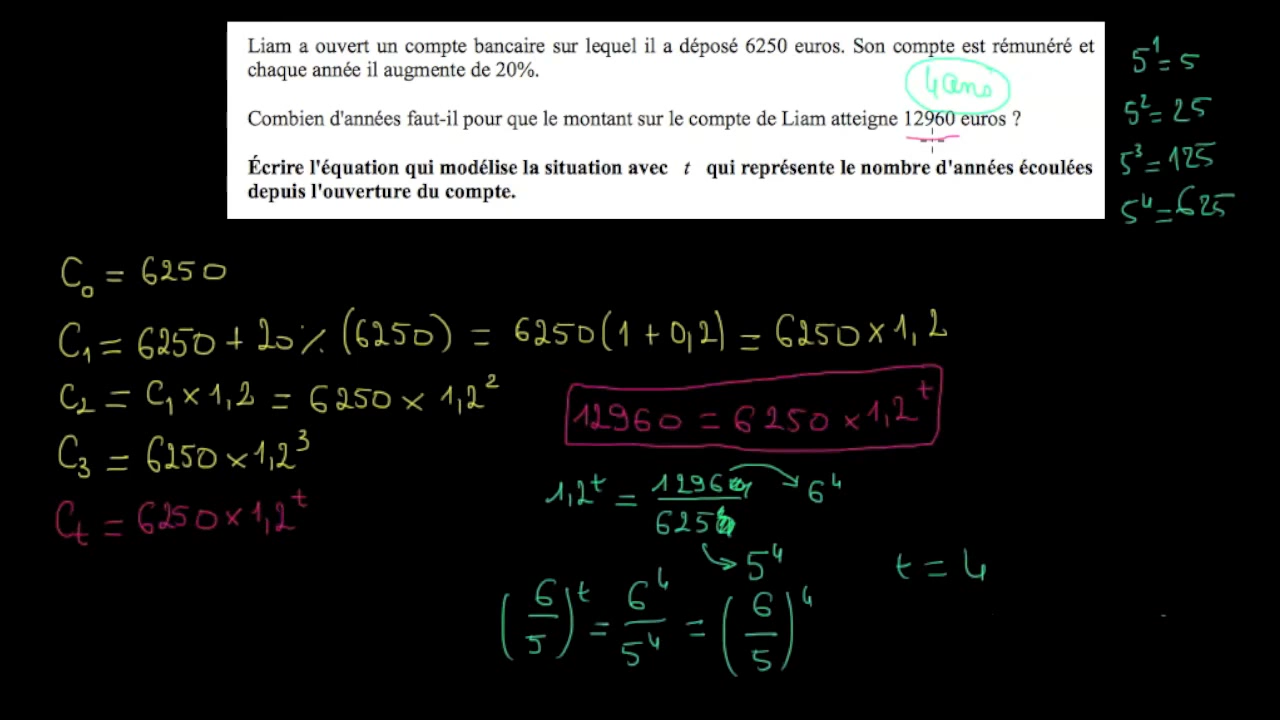 Liam a ouvert un compte bancaire sur lequel il a déposé 6250 euros. Son compte est rémunéré et
chaque année il augmente de 20%.
4 ans
Combien d'années faut-il pour que le montant sur le compte de Liam atteigne 12960 euros ?
Écrire l'équation qui modélise la situation avec t qui représente le nombre d'années écoulées
depuis l'ouverture du compte.
5¹ = 5
5² = 25
5³ = 125
5⁴ = 625
C₀ = 6250
C₁ = 6250 + 20% (6250) = 6250(1 + 0,2) = 6250 × 1,2
C₂ = C₁ × 1,2 = 6250 × 1,2²
12960 = 6250 × 1,2ᵗ
C₃ = 6250 × 1,2³
Cₜ = 6250 × 1,2ᵗ
1,2ᵗ = 12960/6250
6⁴
5⁴
t = 4
(6/5)ᵗ = 6⁴/5⁴ = (6/5)⁴